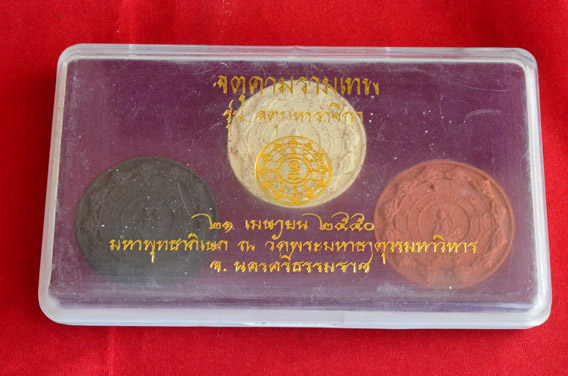 จตุคามรามเทพ
รุ่น จตุมหาราชิกา
๒๑ เมษายน ๒๕๕๐
มหาพุทธาภิเษก ณ วัดพระมหาธาตุวรมหาวิหาร
จ. นครศรีธรรมราช